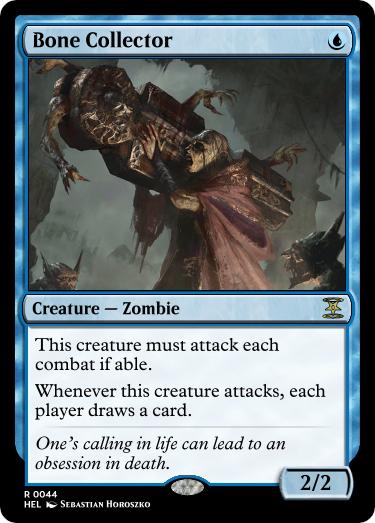 Bone Collector
Creature — Zombie
This creature must attack each
combat if able.
Whenever this creature attacks, each
player draws a card.
One's calling in life can lead to an
obsession in death.
2/2
R 0044
HEL Sebastian Horoszko